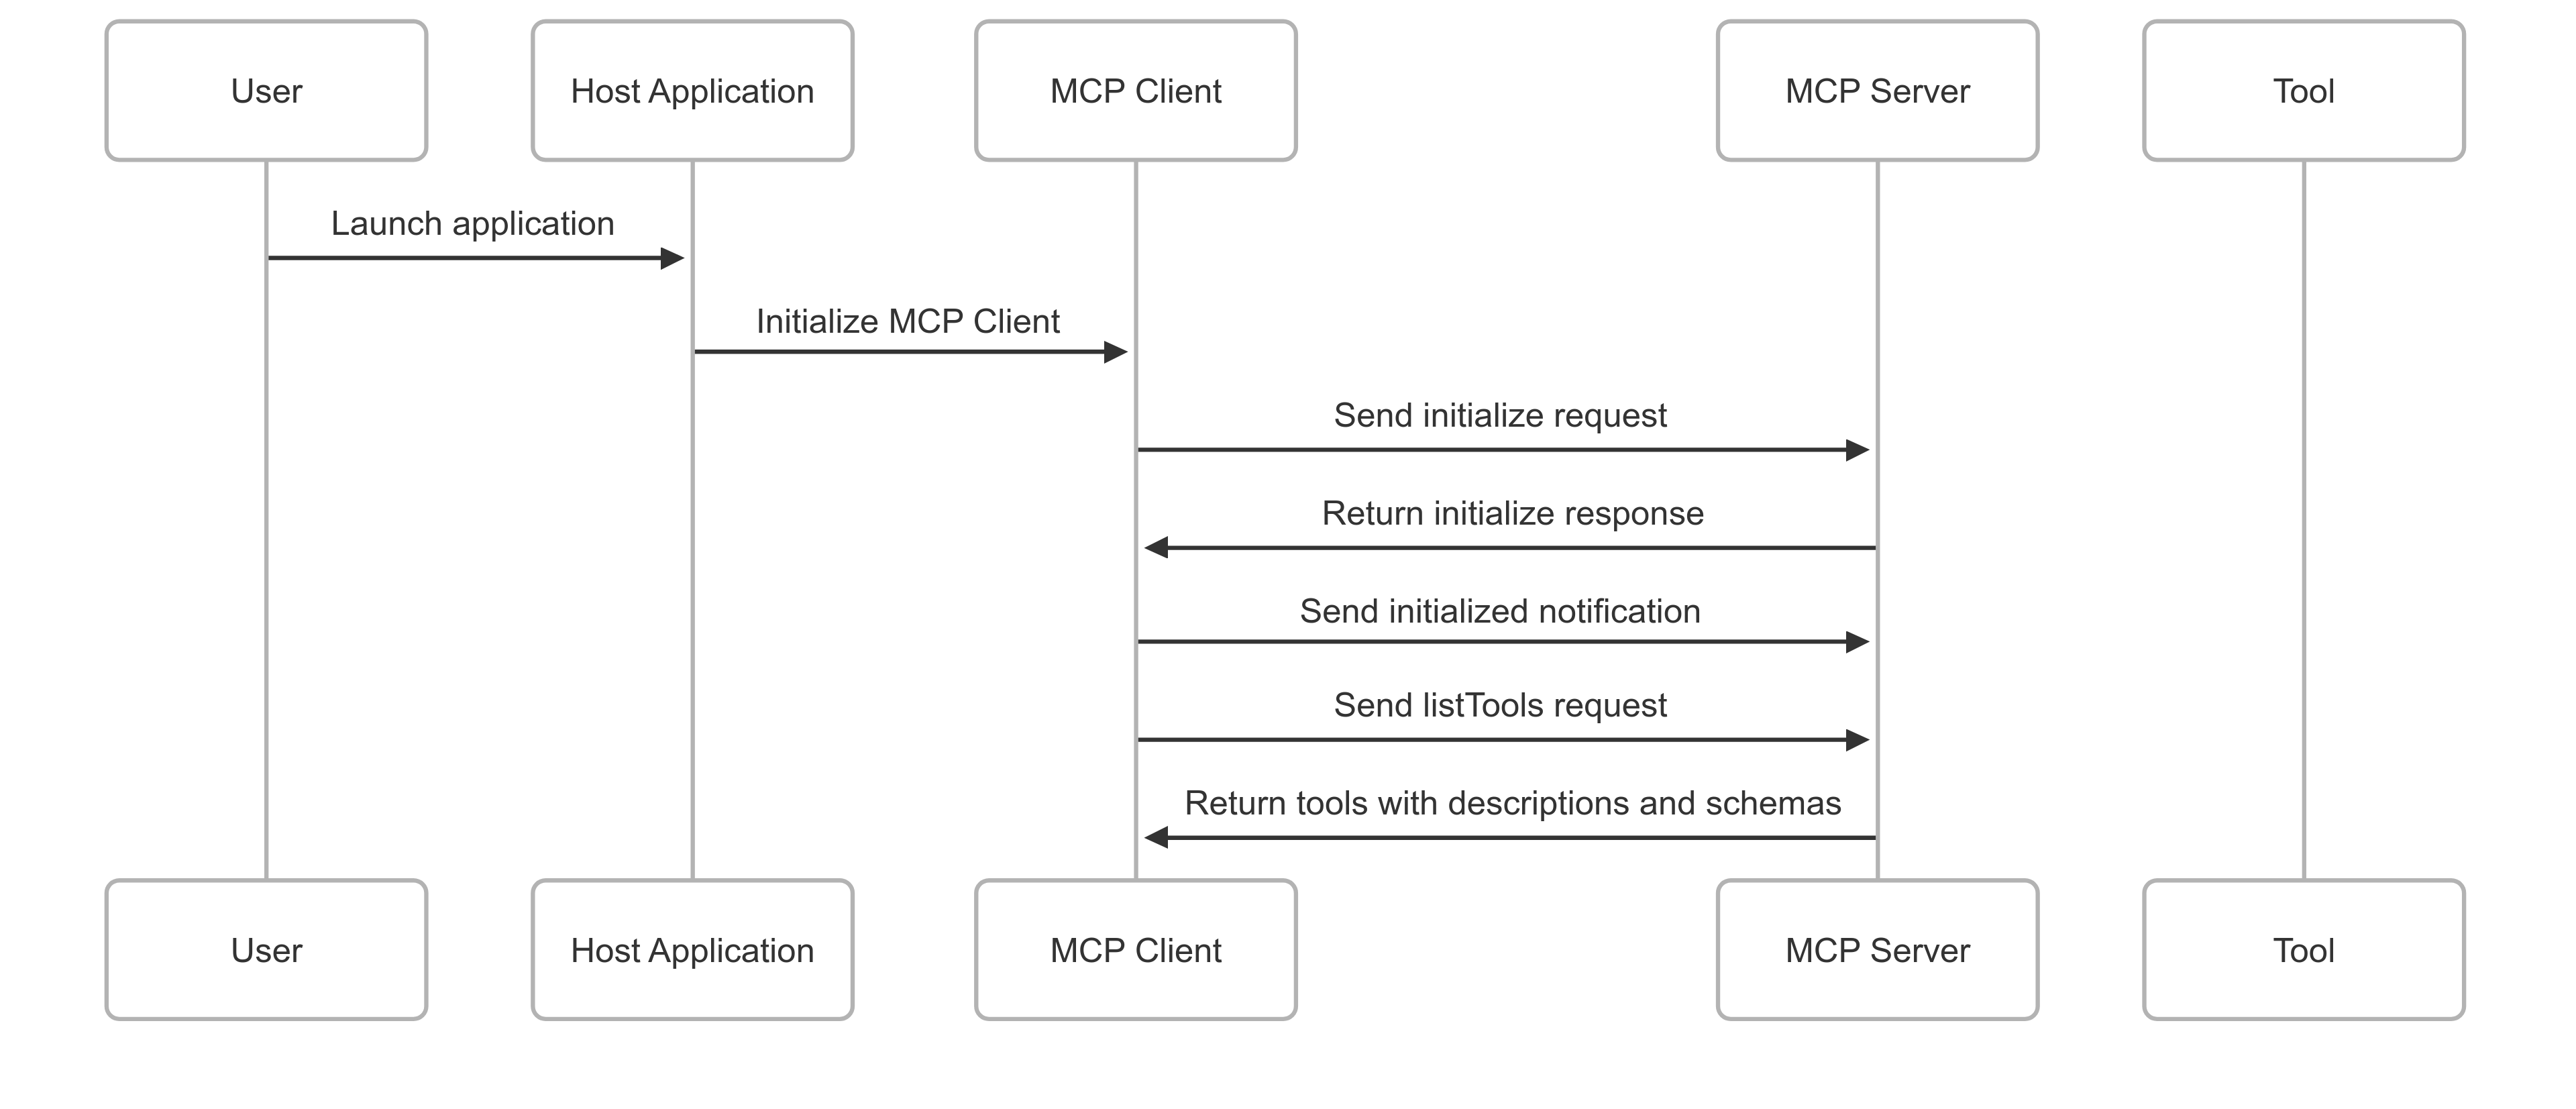 User
Host Application
MCP Client
MCP Server
Tool
Launch application
Initialize MCP Client
Send initialize request
Return initialize response
Send initialized notification
Send listTools request
Return tools with descriptions and schemas
User
Host Application
MCP Client
MCP Server
Tool